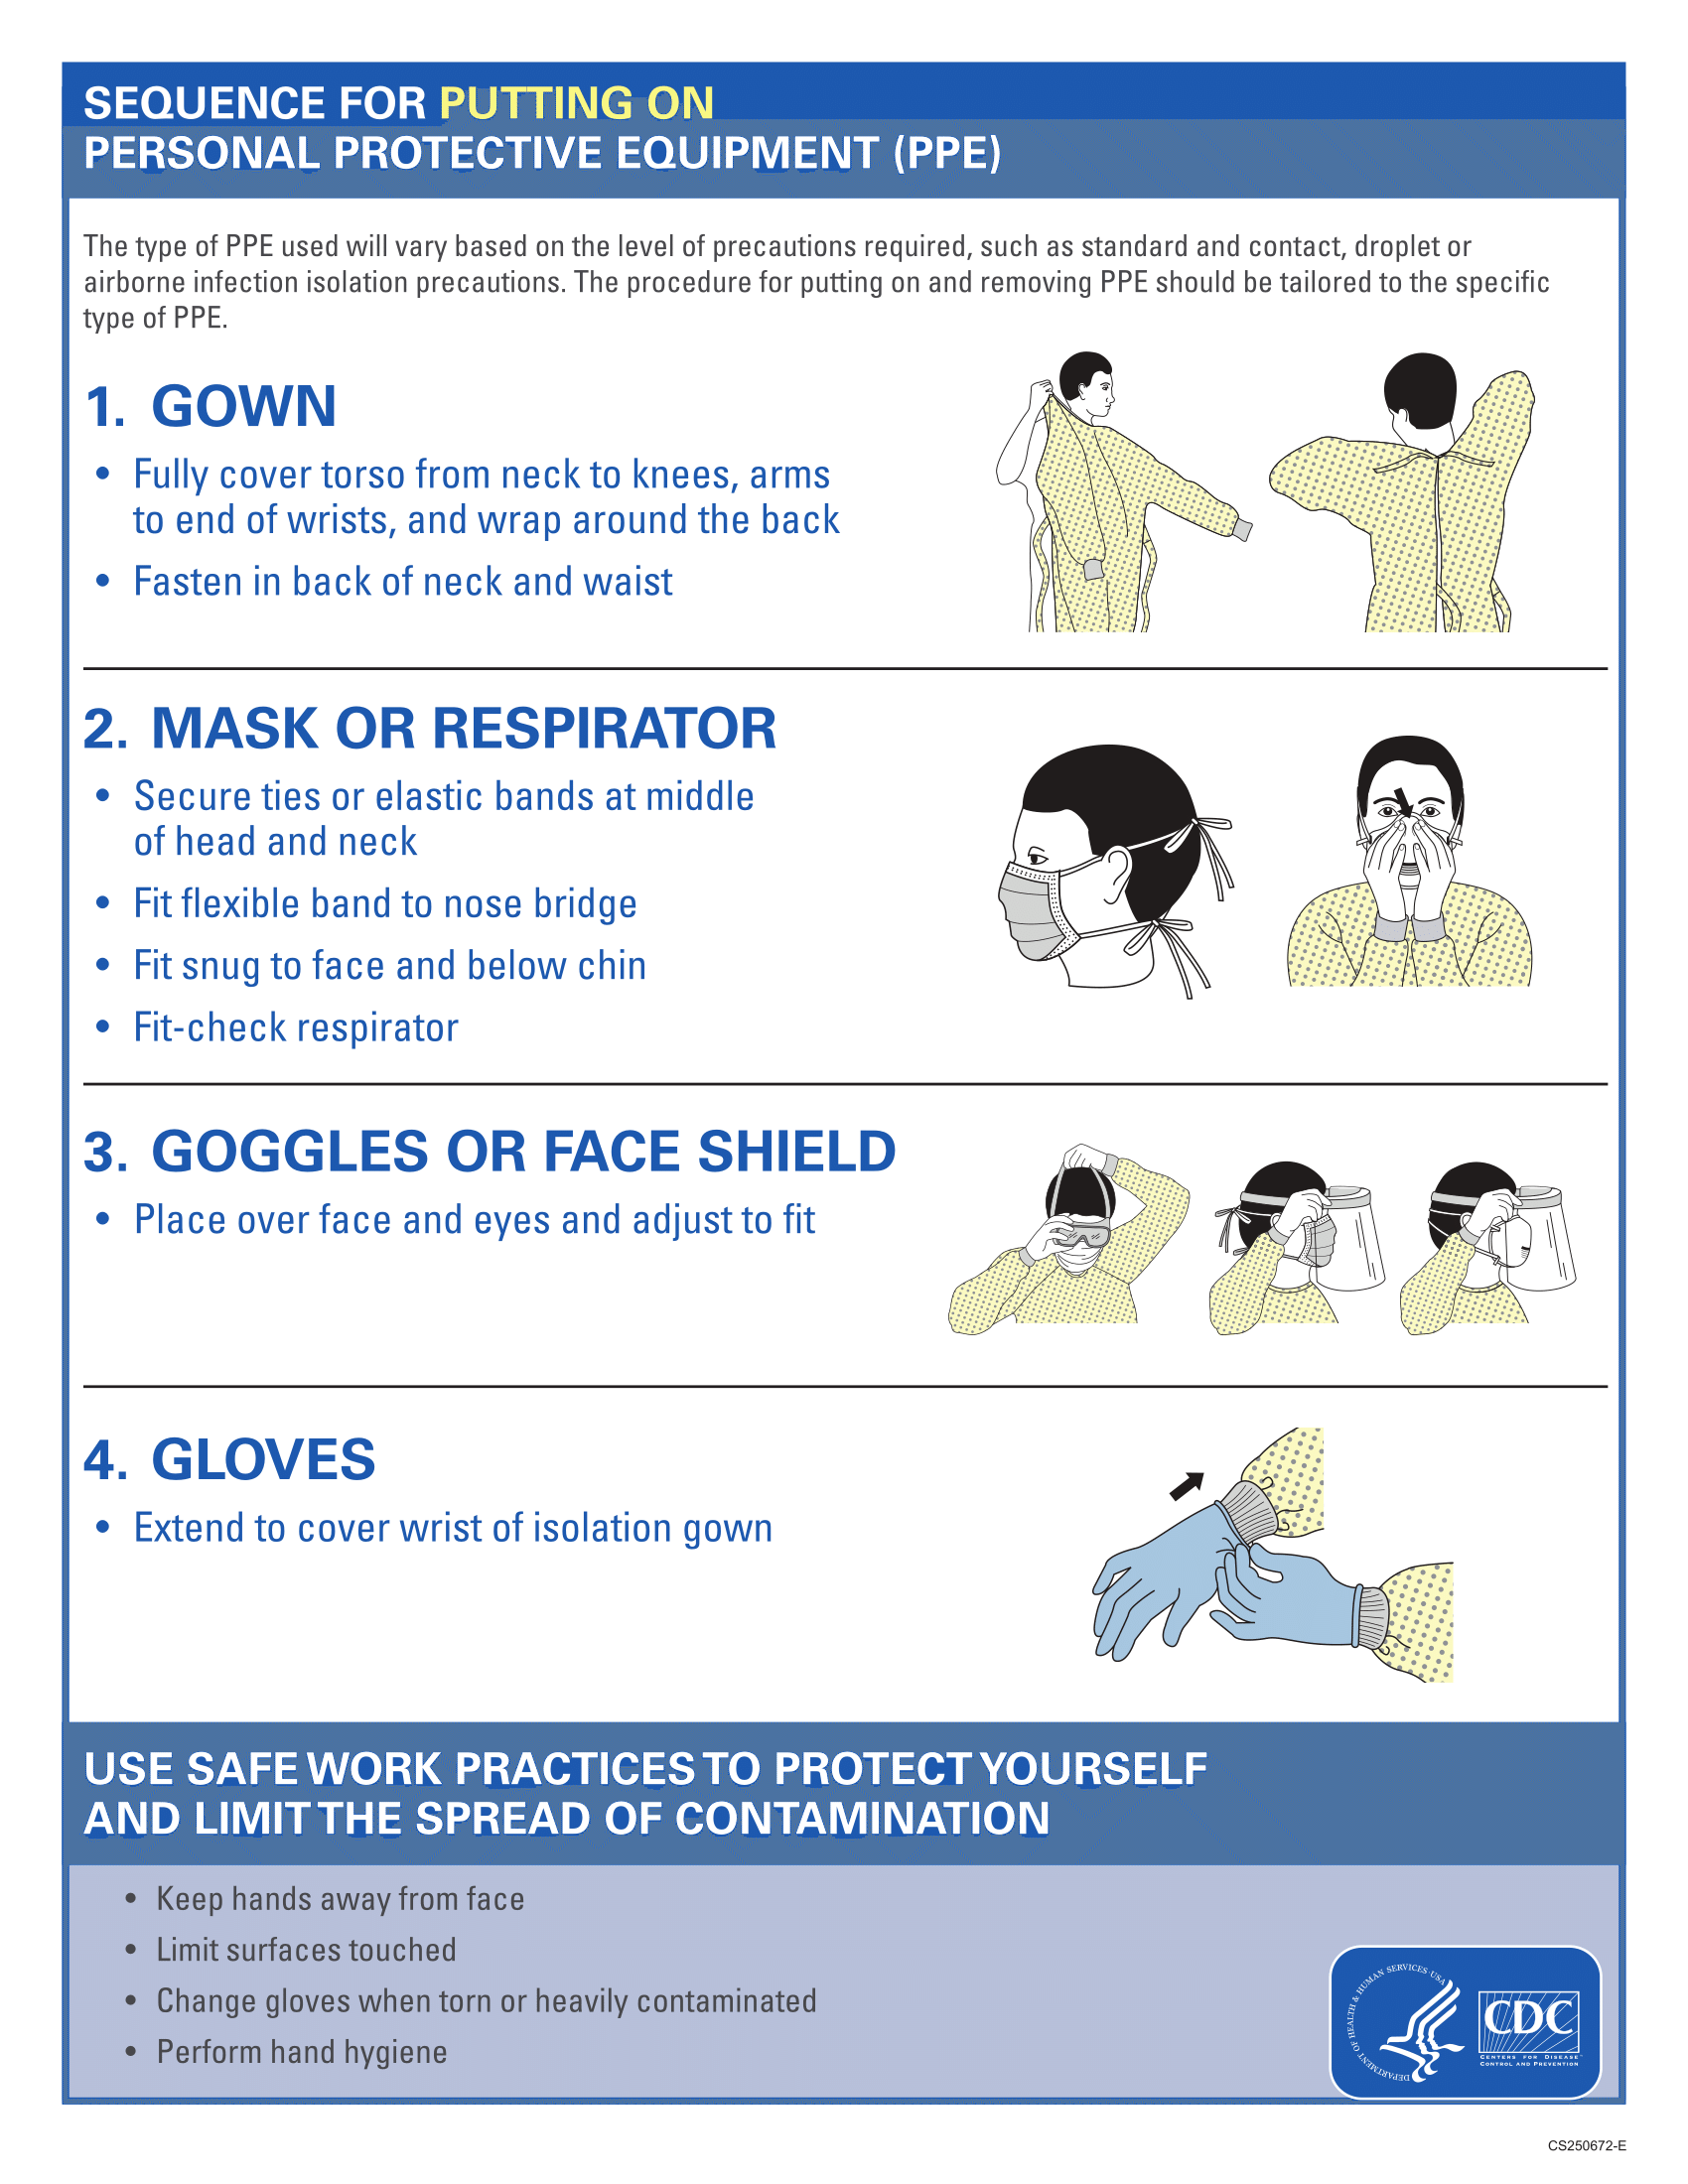 SEQUENCE FOR PUTTING ON
PERSONAL PROTECTIVE EQUIPMENT (PPE)
The type of PPE used will vary based on the level of precautions required, such as standard and contact, droplet or
airborne infection isolation precautions. The procedure for putting on and removing PPE should be tailored to the specific
type of PPE.
1. GOWN
• Fully cover torso from neck to knees, arms
to end of wrists, and wrap around the back
• Fasten in back of neck and waist
2. MASK OR RESPIRATOR
• Secure ties or elastic bands at middle
of head and neck
• Fit flexible band to nose bridge
• Fit snug to face and below chin
• Fit-check respirator
3. GOGGLES OR FACE SHIELD
• Place over face and eyes and adjust to fit
4. GLOVES
• Extend to cover wrist of isolation gown
USE SAFE WORK PRACTICES TO PROTECT YOURSELF
AND LIMIT THE SPREAD OF CONTAMINATION
• Keep hands away from face
• Limit surfaces touched
• Change gloves when torn or heavily contaminated
• Perform hand hygiene
DEPARTMENT OF HEALTH & HUMAN SERVICES·USA
CDC
CENTERS FOR DISEASE™
CONTROL AND PREVENTION
CS250672-E